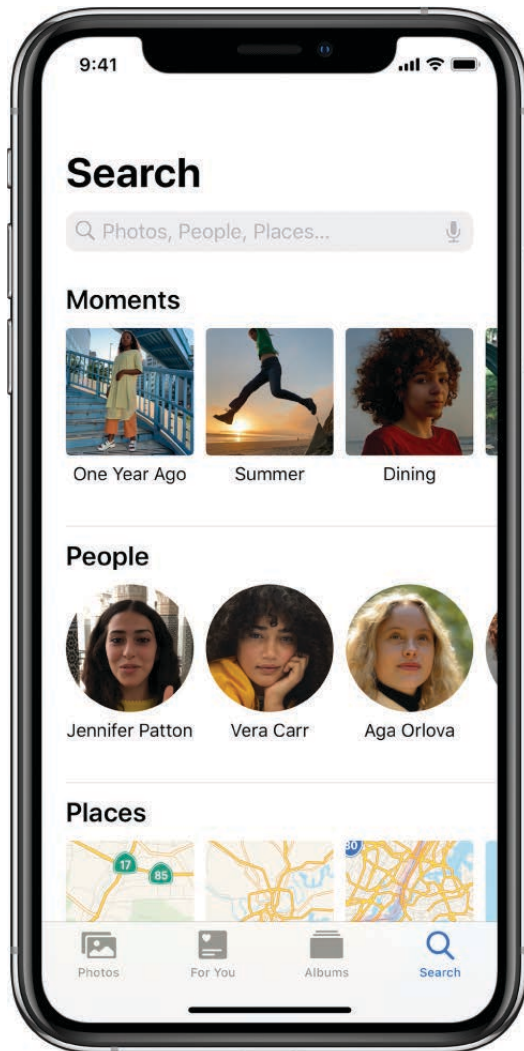 9:41
Search
Photos, People, Places...
Moments
One Year Ago
Summer
Dining
People
Jennifer Patton
Vera Carr
Aga Orlova
Places
17
85
80
Photos
For You
Albums
Search